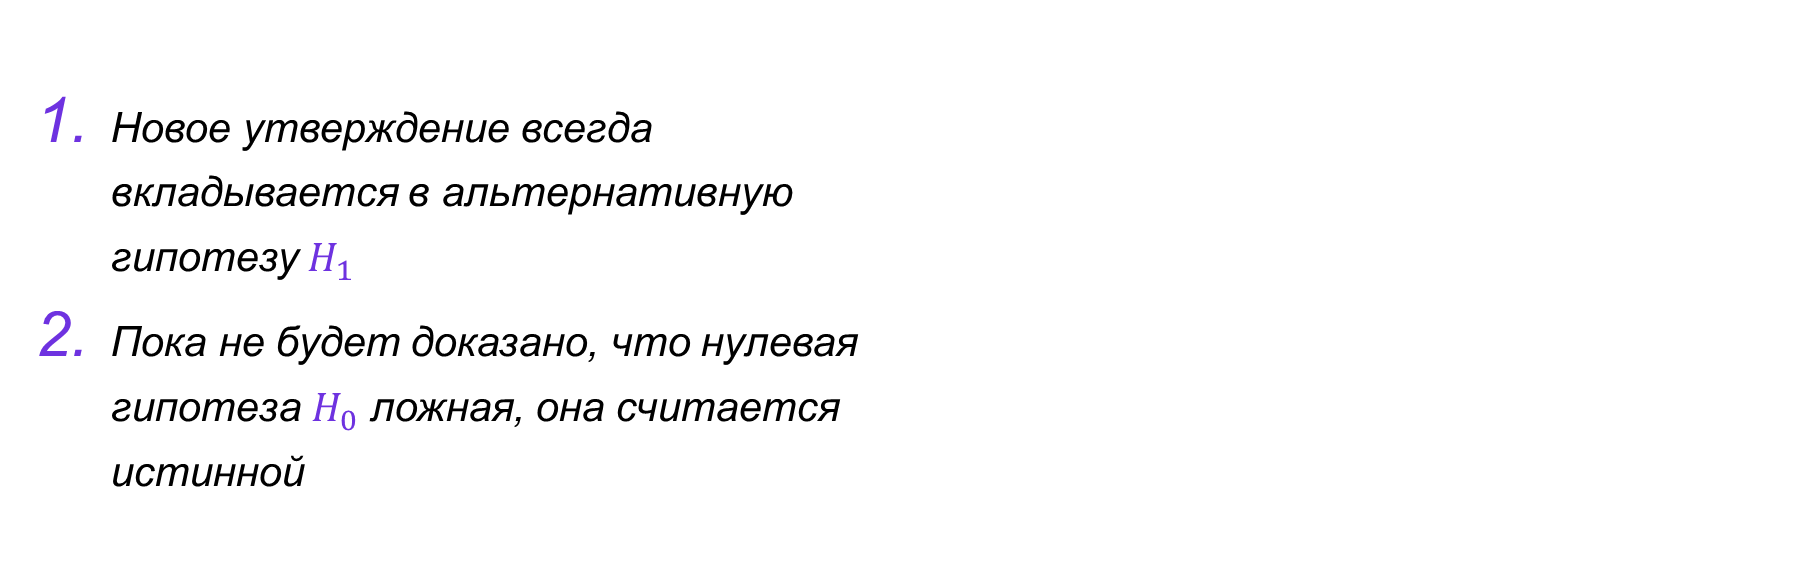 1. Новое утверждение всегда
вкладывается в альтернативную
гипотезу H₁
2. Пока не будет доказано, что нулевая
гипотеза H₀ ложная, она считается
истинной